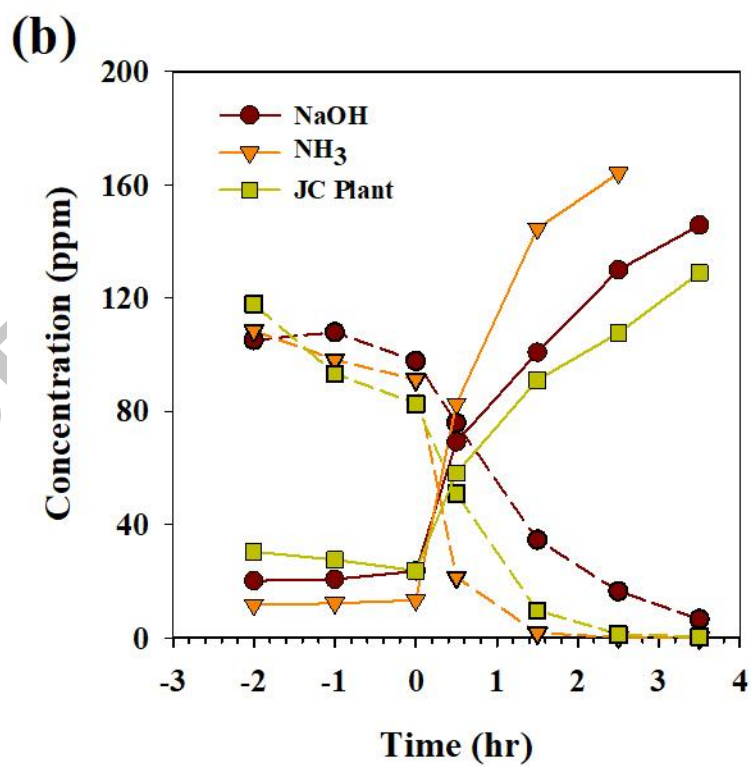 (b)
200
160
120
80
40
0
Concentration (ppm)
NaOH
NH3
JC Plant
-3 -2 -1 0 1 2 3 4
Time (hr)